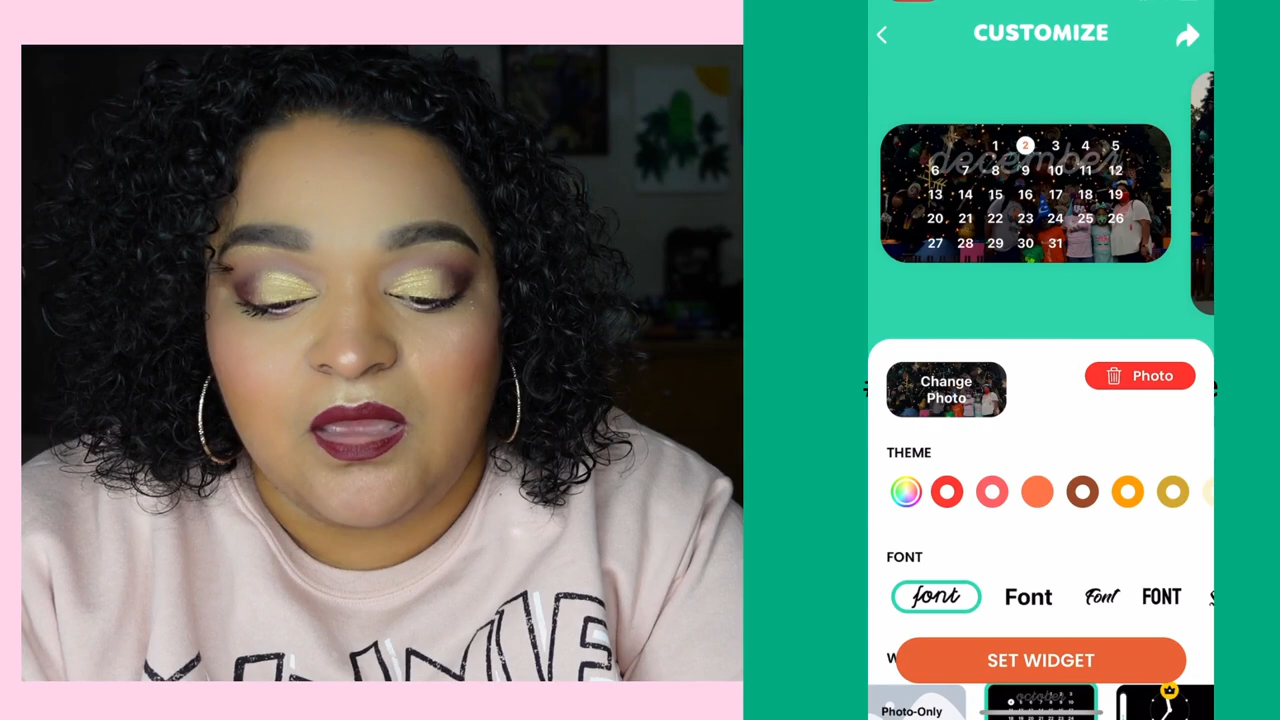 CUSTOMIZE
december
1 2 3 4 5
6 7 8 9 10 11 12
13 14 15 16 17 18 19
20 21 22 23 24 25 26
27 28 29 30 31
Change
Photo
Photo
THEME
FONT
font Font Font FONT
SET WIDGET
Photo-Only
october